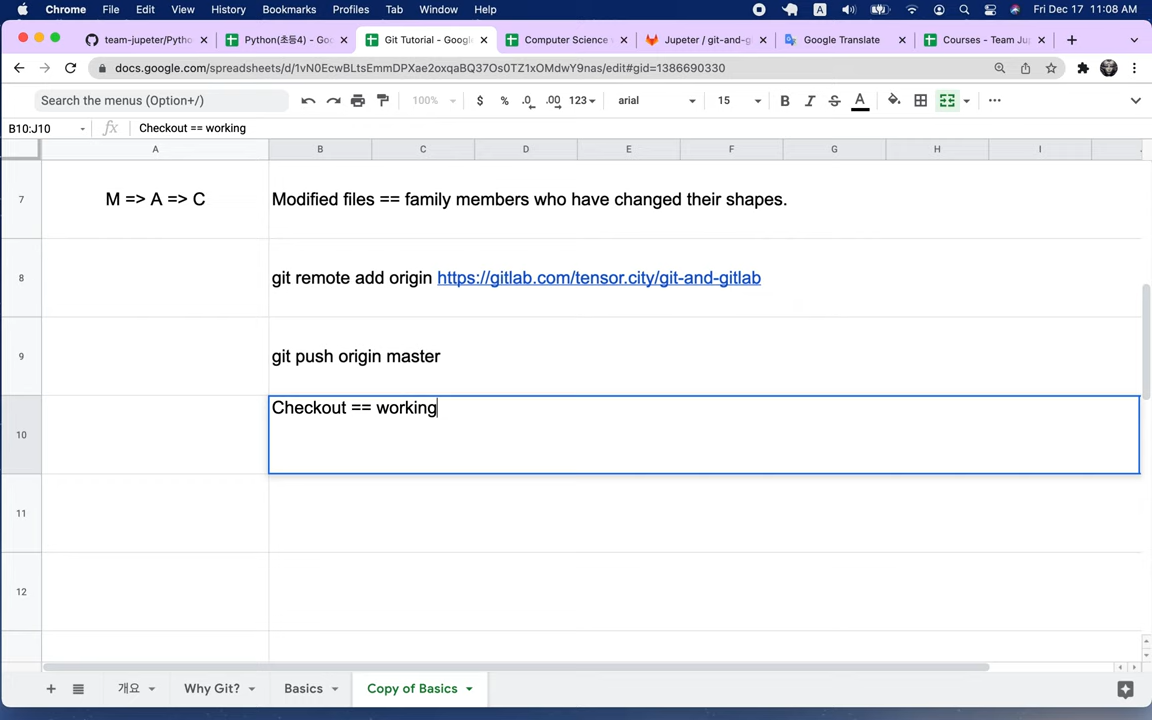 Chrome File Edit View History Bookmarks Profiles Tab Window Help A Fri Dec 17 11:08 AM
team-jupeter/Pytho Python(초등4) - Goo Git Tutorial - Google Computer Science Jupeter / git-and-g Google Translate Courses - Team Ju
docs.google.com/spreadsheets/d/1vN0EcwBLtsEmmDPXae2oxqaBQ37Os0TZ1xOMdwY9nas/edit#gid=1386690330
Search the menus (Option+/) 100% $ % .0 .00 123 arial 15 B I S A
B10:J10 fx Checkout == working
A B C D E F G H I
7 M => A => C Modified files == family members who have changed their shapes.
8 git remote add origin https://gitlab.com/tensor.city/git-and-gitlab
9 git push origin master
10 Checkout == working
11
12
개요 Why Git? Basics Copy of Basics